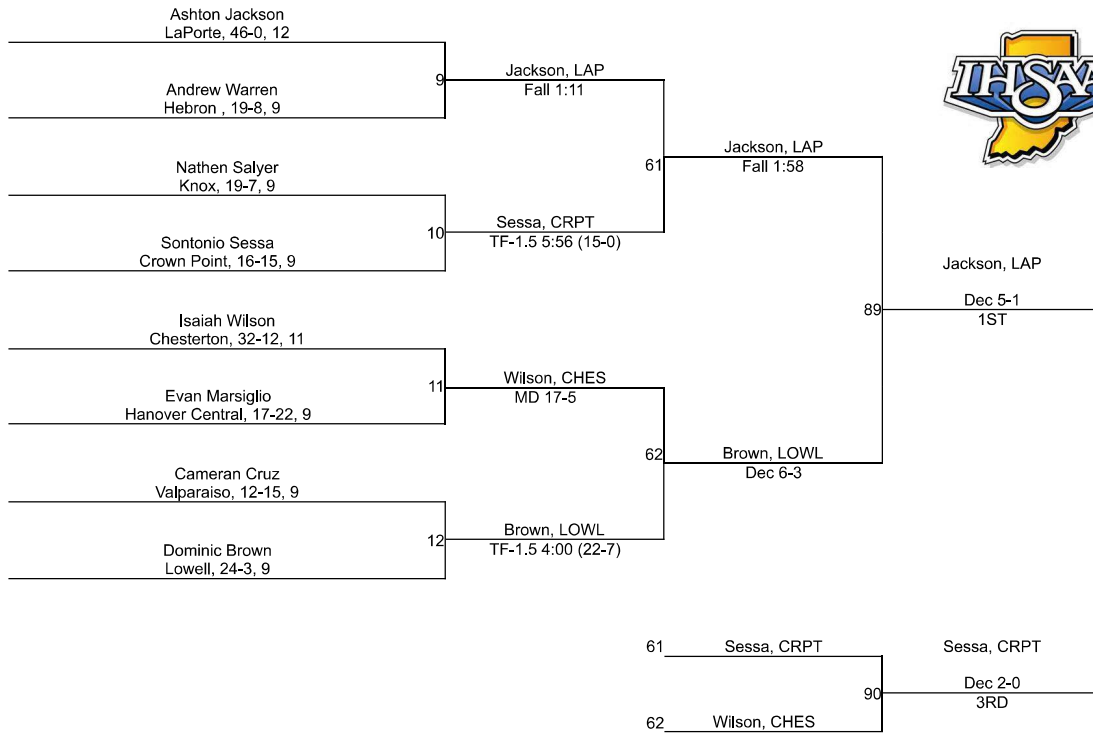 Ashton Jackson
LaPorte, 46-0, 12
Andrew Warren
Hebron , 19-8, 9
9
Jackson, LAP
Fall 1:11
Nathen Salyer
Knox, 19-7, 9
Sontonio Sessa
Crown Point, 16-15, 9
10
Sessa, CRPT
TF-1.5 5:56 (15-0)
61
Jackson, LAP
Fall 1:58
Isaiah Wilson
Chesterton, 32-12, 11
Evan Marsiglio
Hanover Central, 17-22, 9
11
Wilson, CHES
MD 17-5
Cameran Cruz
Valparaiso, 12-15, 9
Dominic Brown
Lowell, 24-3, 9
12
Brown, LOWL
TF-1.5 4:00 (22-7)
62
Brown, LOWL
Dec 6-3
89
Jackson, LAP
Dec 5-1
1ST
IHSAA
61
Sessa, CRPT
62
Wilson, CHES
90
Sessa, CRPT
Dec 2-0
3RD